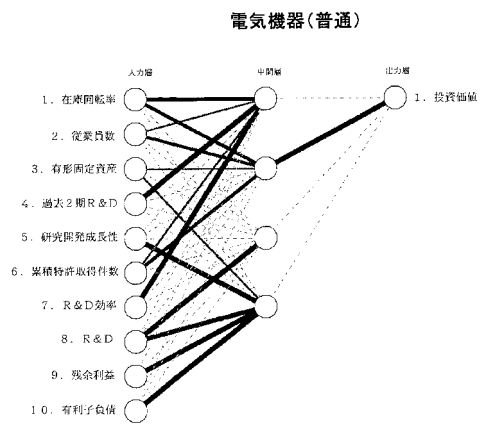 電気機器(普通)
入力層
中間層
出力層
1. 在庫回転率
1. 投資価値
2. 従業員数
3. 有形固定資産
4. 過去2期R&D
5. 研究開発成長性
6. 累積特許取得件数
7. R&D効率
8. R&D
9. 残余利益
10. 有利子負債